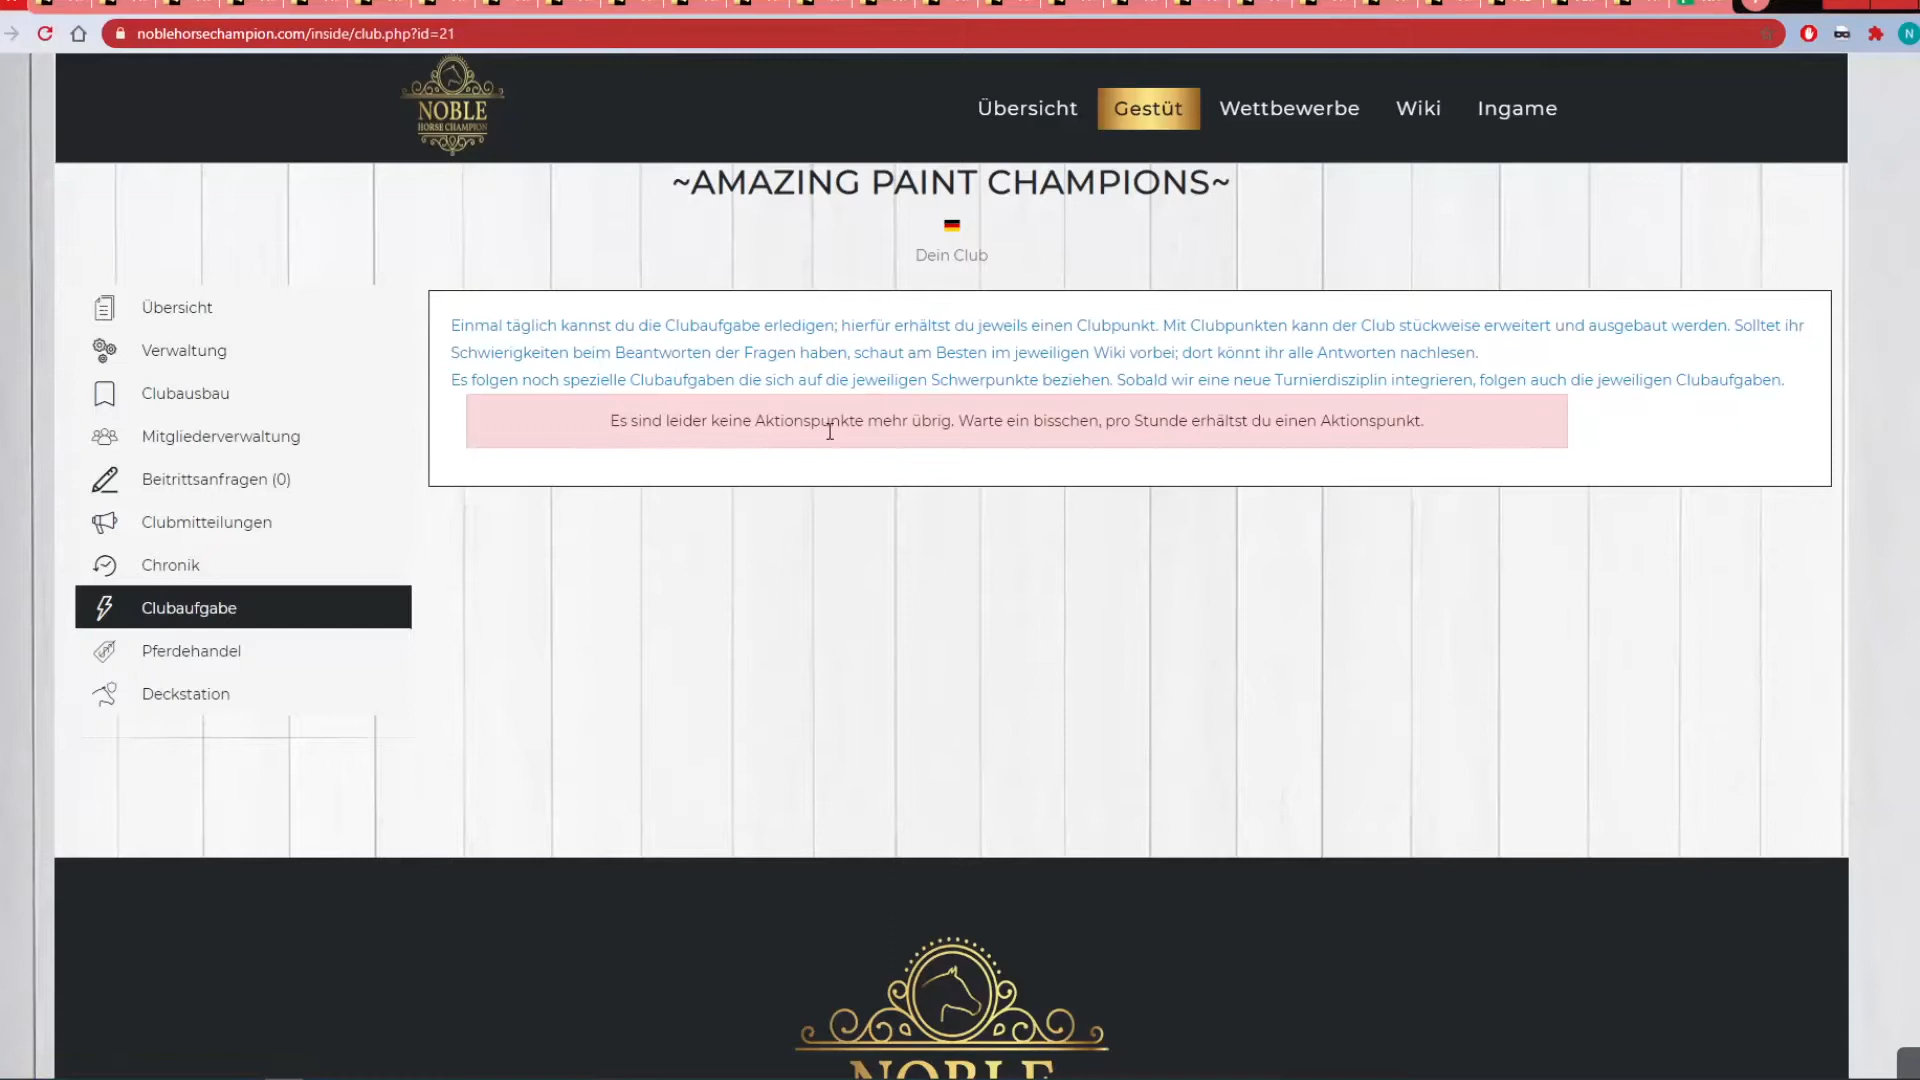 noblehorsechampion.com/inside/club.php?id=21
N
NOBLE
HORSE CHAMPION
Übersicht
Gestüt
Wettbewerbe
Wiki
Ingame
~AMAZING PAINT CHAMPIONS~
Dein Club
Übersicht
Verwaltung
Clubausbau
Mitgliederverwaltung
Beitrittsanfragen (0)
Clubmitteilungen
Chronik
Clubaufgabe
Pferdehandel
Deckstation
Einmal täglich kannst du die Clubaufgabe erledigen; hierfür erhältst du jeweils einen Clubpunkt. Mit Clubpunkten kann der Club stückweise erweitert und ausgebaut werden. Solltet ihr
Schwierigkeiten beim Beantworten der Fragen haben, schaut am Besten im jeweiligen Wiki vorbei; dort könnt ihr alle Antworten nachlesen.
Es folgen noch spezielle Clubaufgaben die sich auf die jeweiligen Schwerpunkte beziehen. Sobald wir eine neue Turnierdisziplin integrieren, folgen auch die jeweiligen Clubaufgaben.
Es sind leider keine Aktionspunkte mehr übrig. Warte ein bisschen, pro Stunde erhältst du einen Aktionspunkt.
NOBLE